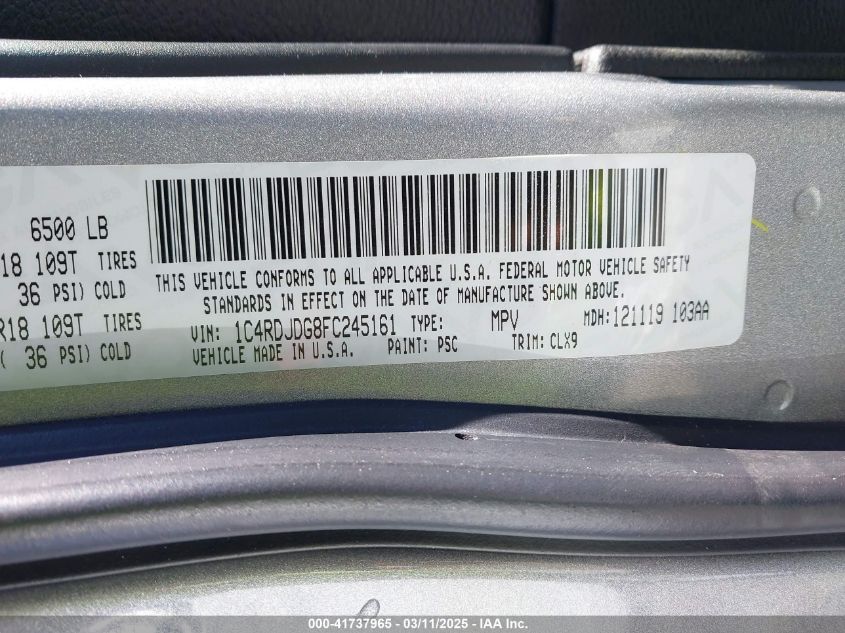 6500 LB
R18 109T TIRES
36 PSI) COLD
R18 109T TIRES
( 36 PSI) COLD
THIS VEHICLE CONFORMS TO ALL APPLICABLE U.S.A. FEDERAL MOTOR VEHICLE SAFETY
STANDARDS IN EFFECT ON THE DATE OF MANUFACTURE SHOWN ABOVE.
VIN: 1C4RDJDG8FC245161 TYPE: MPV MDH: 121119 103AA
VEHICLE MADE IN U.S.A. PAINT: PSC TRIM: CLX9
000-41737965 - 03/11/2025 - IAA Inc.